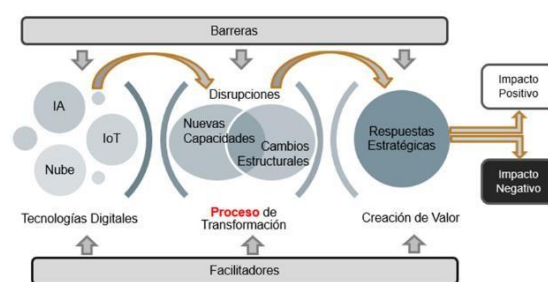 Barreras
IA
IoT
Nube
Disrupciones
Nuevas
Capacidades
Cambios
Estructurales
Respuestas
Estratégicas
Impacto
Positivo
Impacto
Negativo
Tecnologías Digitales
Proceso de
Transformación
Creación de Valor
Facilitadores